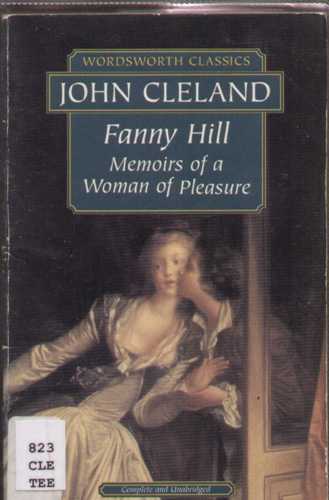 WORDSWORTH CLASSICS
JOHN CLELAND
Fanny Hill
Memoirs of a
Woman of Pleasure
823
CLE
TEE
Complete and Unabridged